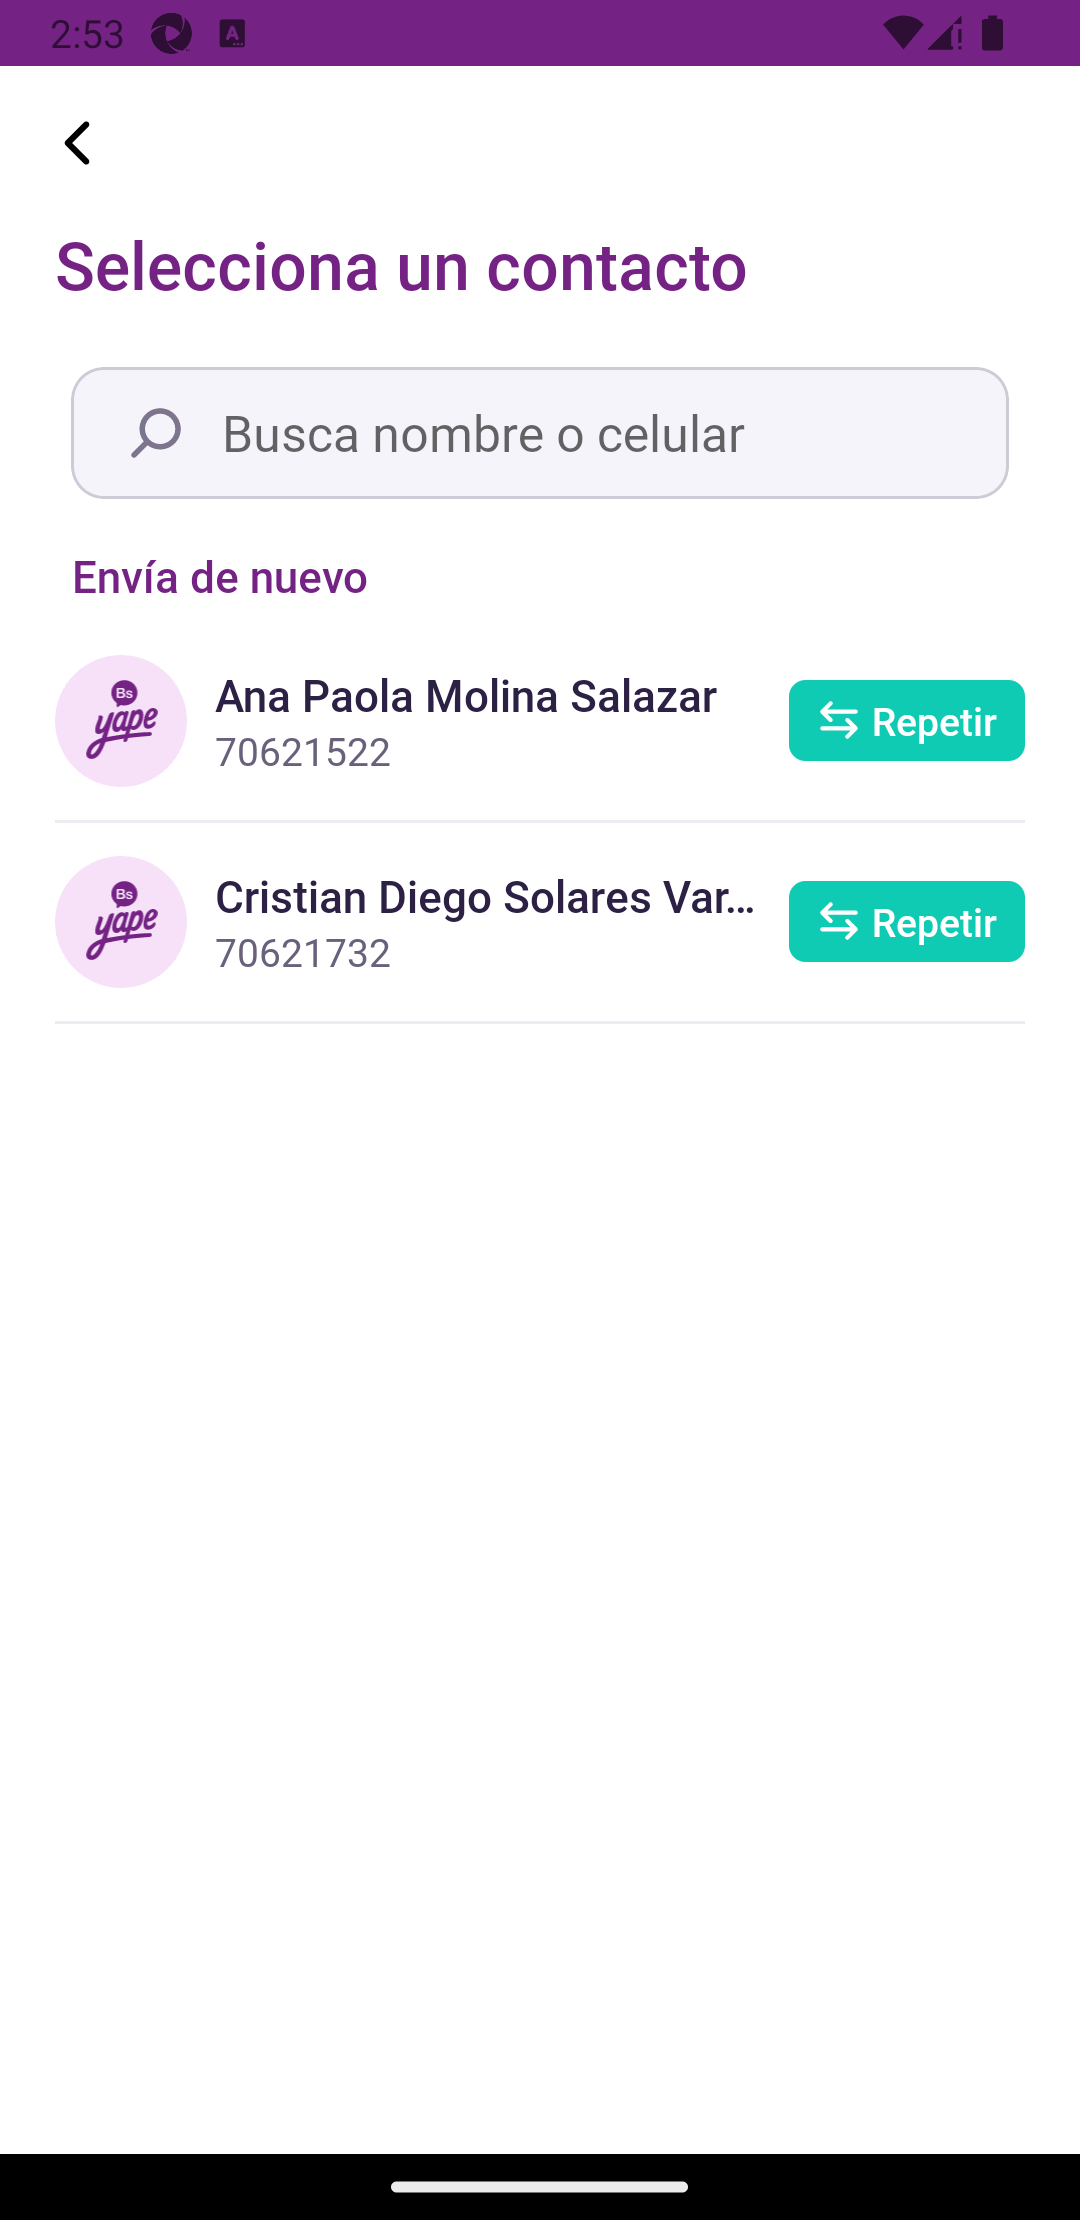 2:53
Selecciona un contacto
Busca nombre o celular
Envía de nuevo
Bs
yape
Ana Paola Molina Salazar
70621522
Repetir
Bs
yape
Cristian Diego Solares Var...
70621732
Repetir